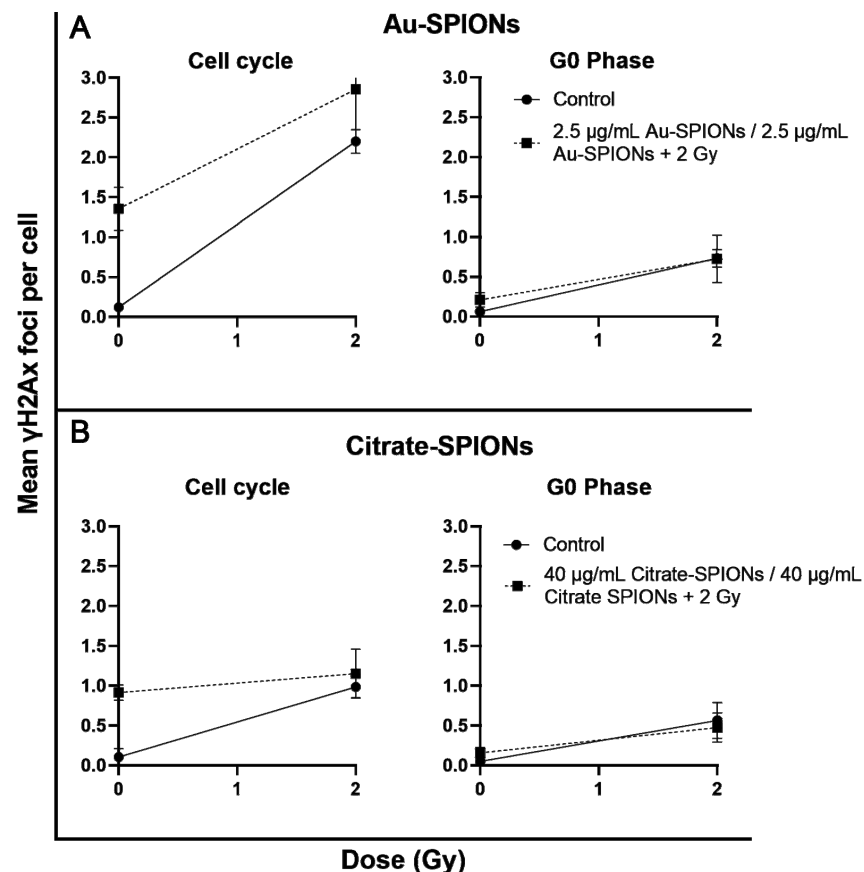 A
Au-SPIONs
Cell cycle
G0 Phase
3.0
2.5
2.0
1.5
1.0
0.5
0.0
0
1
2
3.0
2.5
2.0
1.5
1.0
0.5
0.0
0
1
2
Control
2.5 µg/mL Au-SPIONs / 2.5 µg/mL
Au-SPIONs + 2 Gy
Mean γH2Ax foci per cell
B
Citrate-SPIONs
Cell cycle
G0 Phase
3.0
2.5
2.0
1.5
1.0
0.5
0.0
0
1
2
3.0
2.5
2.0
1.5
1.0
0.5
0.0
0
1
2
Control
40 µg/mL Citrate-SPIONs / 40 µg/mL
Citrate SPIONs + 2 Gy
Dose (Gy)